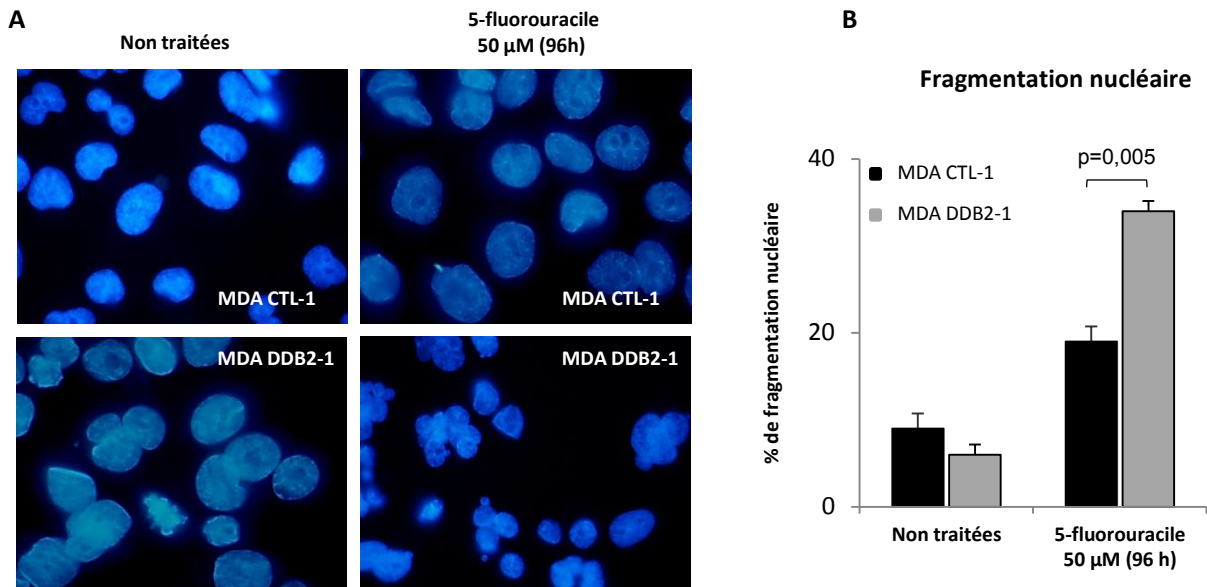 A
Non traitées
5-fluorouracile
50 µM (96h)
MDA CTL-1
MDA CTL-1
MDA DDB2-1
MDA DDB2-1
B
Fragmentation nucléaire
% de fragmentation nucléaire
40
20
0
MDA CTL-1
MDA DDB2-1
p=0,005
Non traitées
5-fluorouracile
50 µM (96 h)